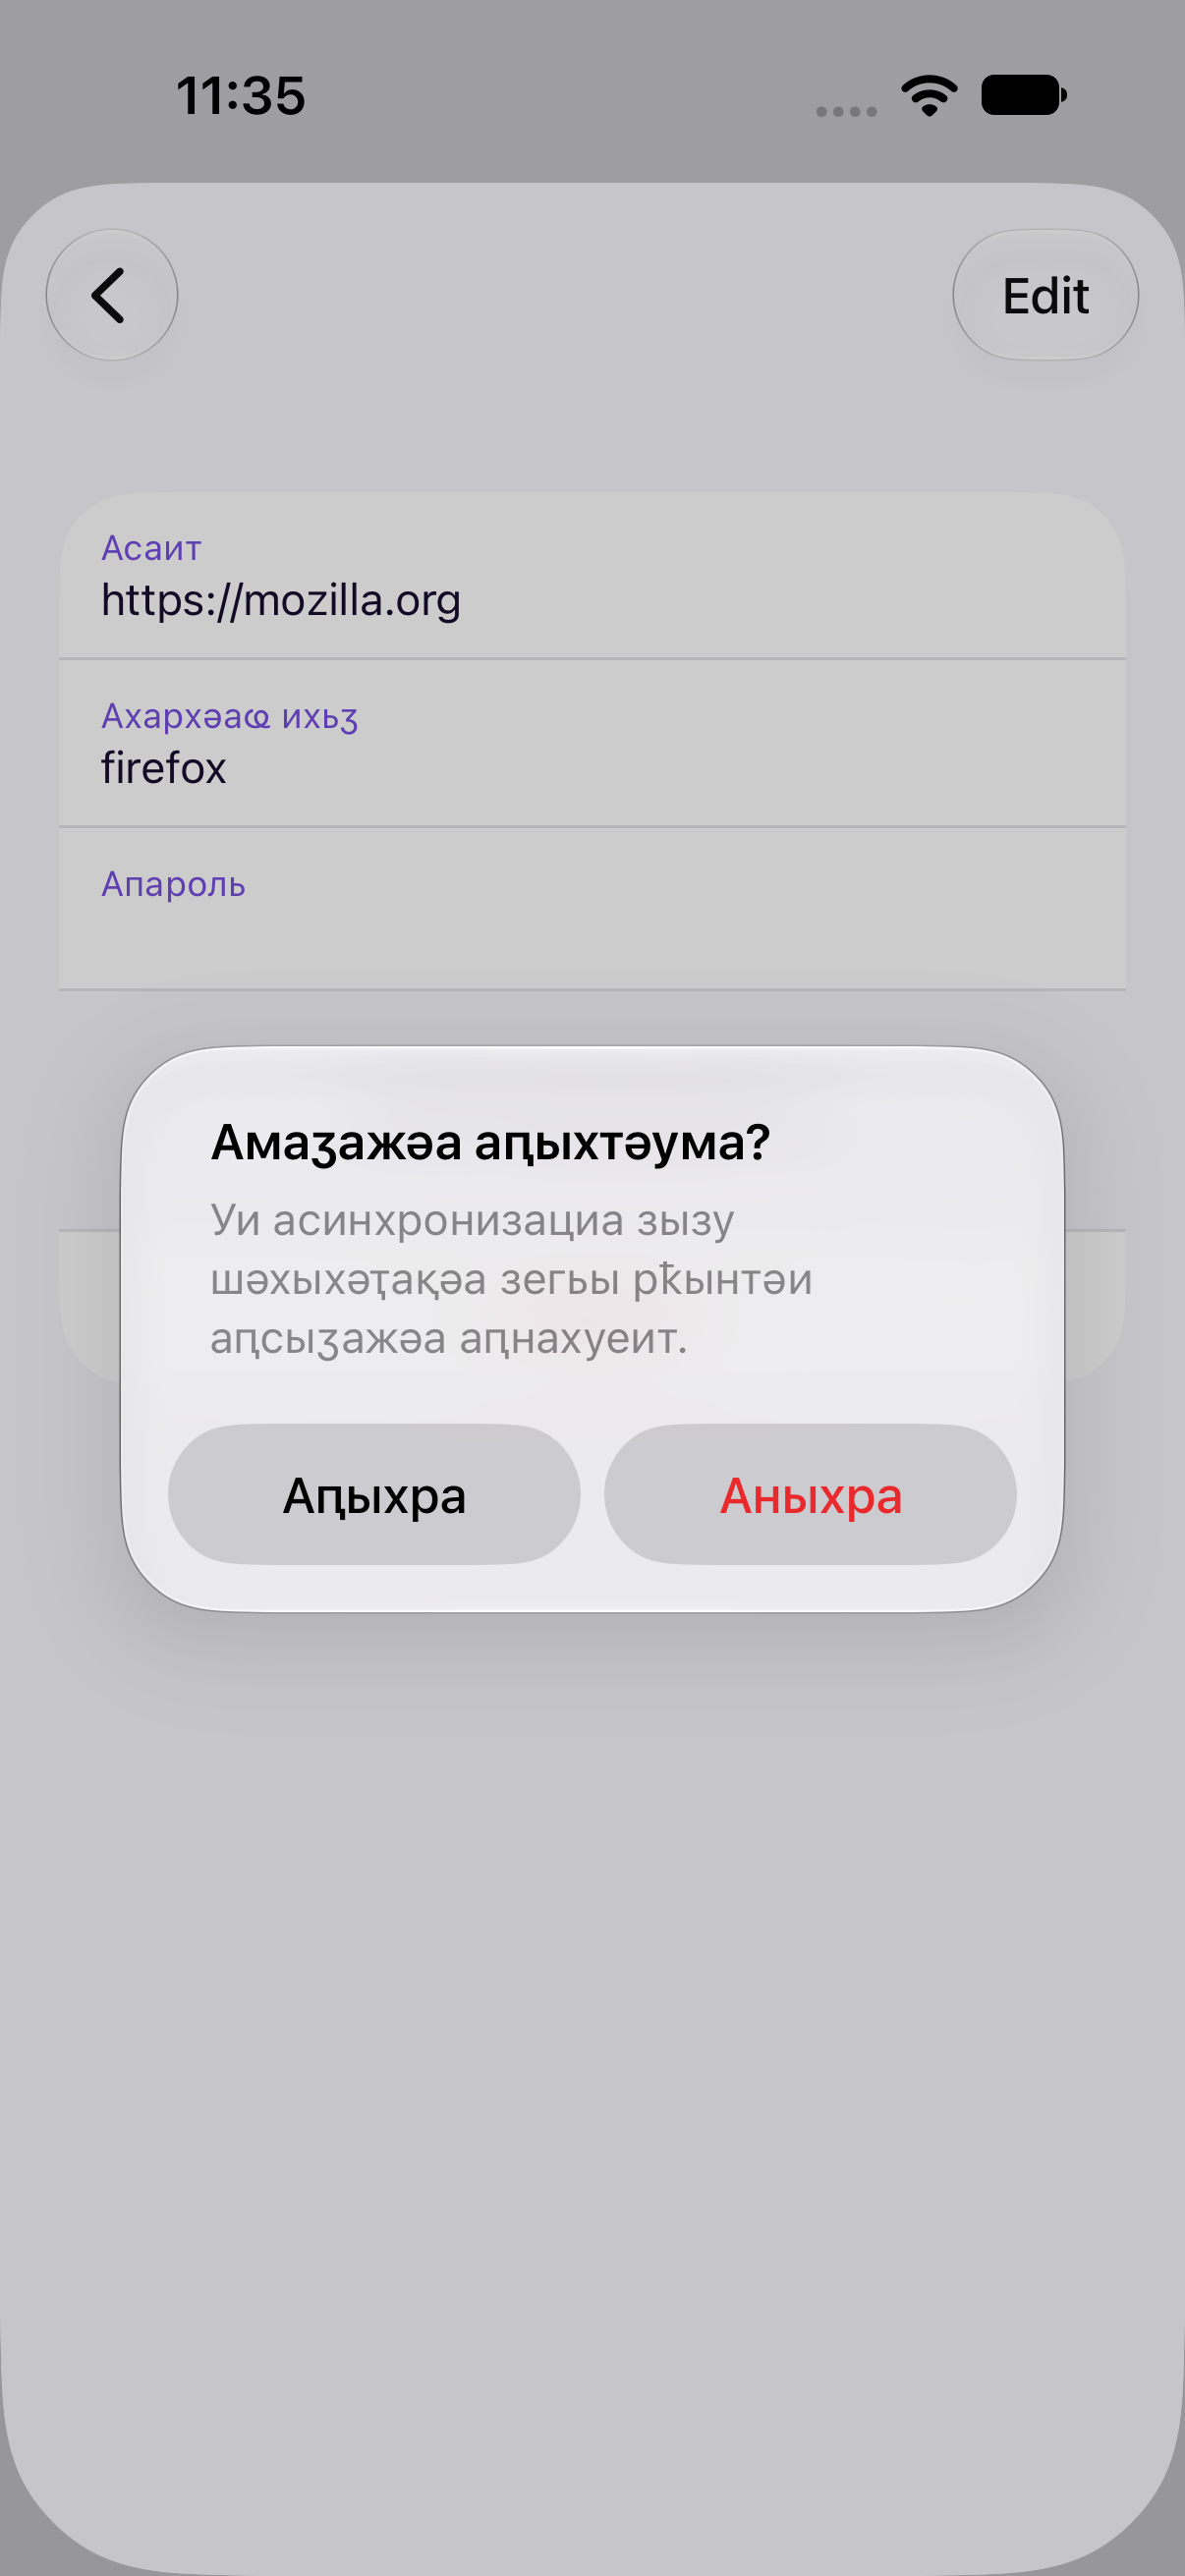 11:35
Edit
Асаит
https://mozilla.org
Ахархәаҩ ихьӡ
firefox
Апароль
Амаӡажәа аԥыхтәума?
Уи асинхронизациа зызу
шәхыхәҭақәа зегьы рҟынтәи
аԥсыӡажәа аԥнахуеит.
Аԥыхра
Аныхра